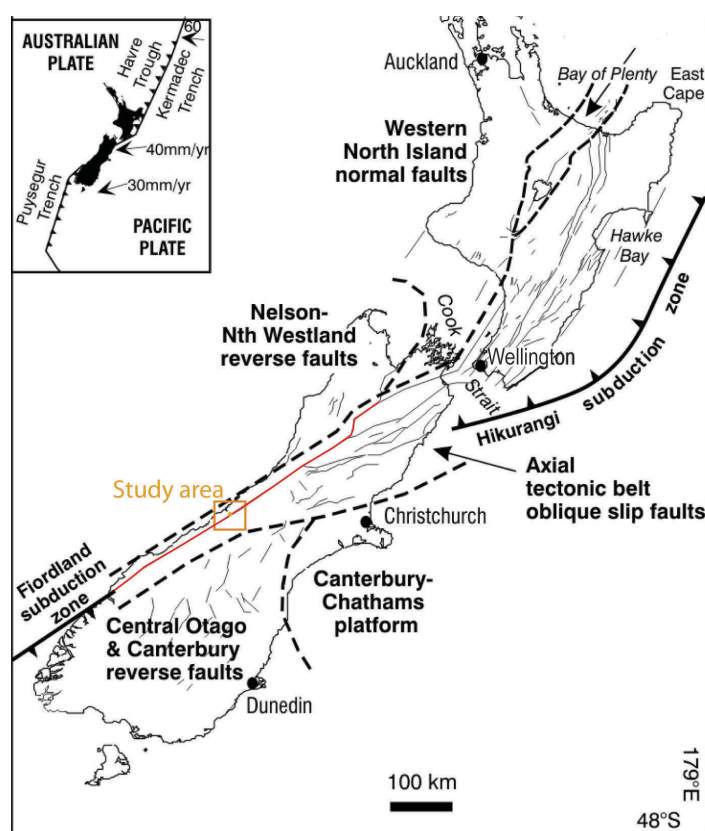 AUSTRALIAN
PLATE
Havre
Trough
Kermadec
Trench
60
40mm/yr
30mm/yr
Puysegur
Trench
PACIFIC
PLATE
Auckland
Bay of Plenty
East
Cape
Western
North Island
normal faults
Hawke
Bay
Nelson-
Nth Westland
reverse faults
Cook
Strait
Wellington
Hikurangi subduction zone
Axial
tectonic belt
oblique slip faults
Study area
Christchurch
Fiordland
subduction
zone
Canterbury-
Chathams
platform
Central Otago
& Canterbury
reverse faults
Dunedin
100 km
179°E
48°S